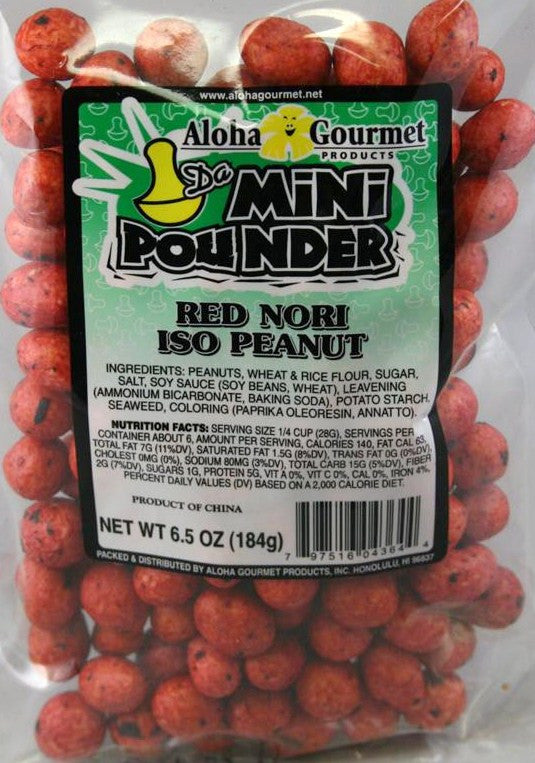 www.alohagourmet.net
Aloha Gourmet
PRODUCTS
Da MiNi
POUNDER
RED NORI
ISO PEANUT
INGREDIENTS: PEANUTS, WHEAT & RICE FLOUR, SUGAR,
SALT, SOY SAUCE (SOY BEANS, WHEAT), LEAVENING
(AMMONIUM BICARBONATE, BAKING SODA), POTATO STARCH,
SEAWEED, COLORING (PAPRIKA OLEORESIN, ANNATTO).
NUTRITION FACTS: SERVING SIZE 1/4 CUP (28G), SERVINGS PER
CONTAINER ABOUT 6, AMOUNT PER SERVING, CALORIES 140, FAT CAL 63,
TOTAL FAT 7G (11%DV), SATURATED FAT 1.5G (8%DV), TRANS FAT 0G (0%DV),
CHOLEST 0MG (0%), SODIUM 80MG (3%DV), TOTAL CARB 15G (5%DV), FIBER
2G (7%DV), SUGARS 1G, PROTEIN 5G, VIT A 0%, VIT C 0%, CAL 0%, IRON 4%,
PERCENT DAILY VALUES (DV) BASED ON A 2,000 CALORIE DIET.
PRODUCT OF CHINA
NET WT 6.5 OZ (184g)
7 97516 04364 4
PACKED & DISTRIBUTED BY ALOHA GOURMET PRODUCTS, INC. HONOLULU, HI 96837